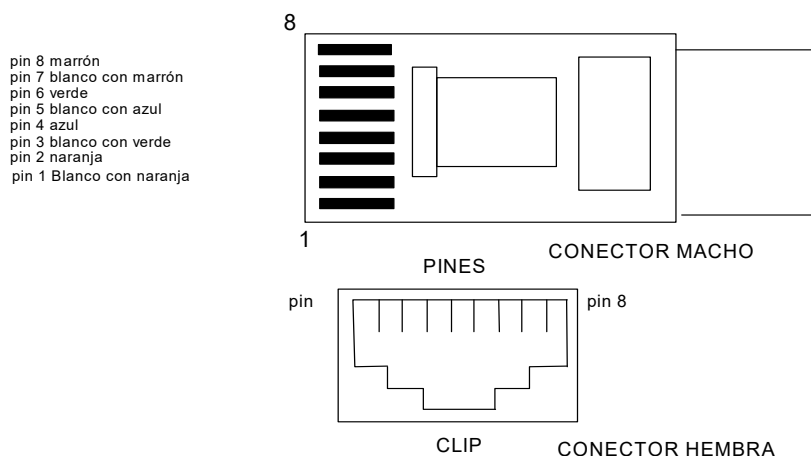 8
pin 8 marrón
pin 7 blanco con marrón
pin 6 verde
pin 5 blanco con azul
pin 4 azul
pin 3 blanco con verde
pin 2 naranja
pin 1 Blanco con naranja
1
CONECTOR MACHO
PINES
pin
pin 8
CLIP
CONECTOR HEMBRA